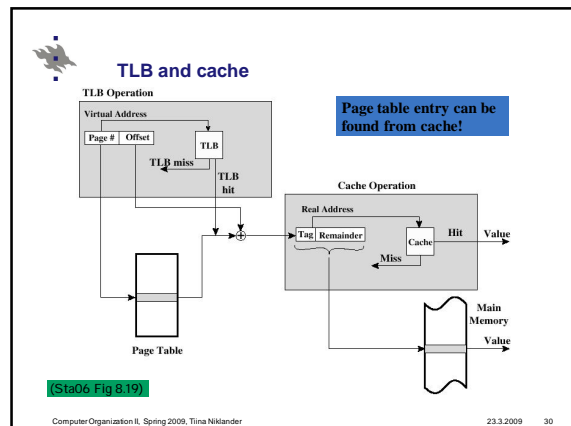 TLB and cache
TLB Operation
Virtual Address
Page # Offset
TLB
TLB miss
TLB
hit
Page table entry can be
found from cache!
Cache Operation
Real Address
Tag Remainder
Cache
Hit
Value
Miss
Page Table
Main
Memory
Value
(Sta06 Fig 8.19)
Computer Organization II, Spring 2009, Tiina Niklander
23.3.2009
30